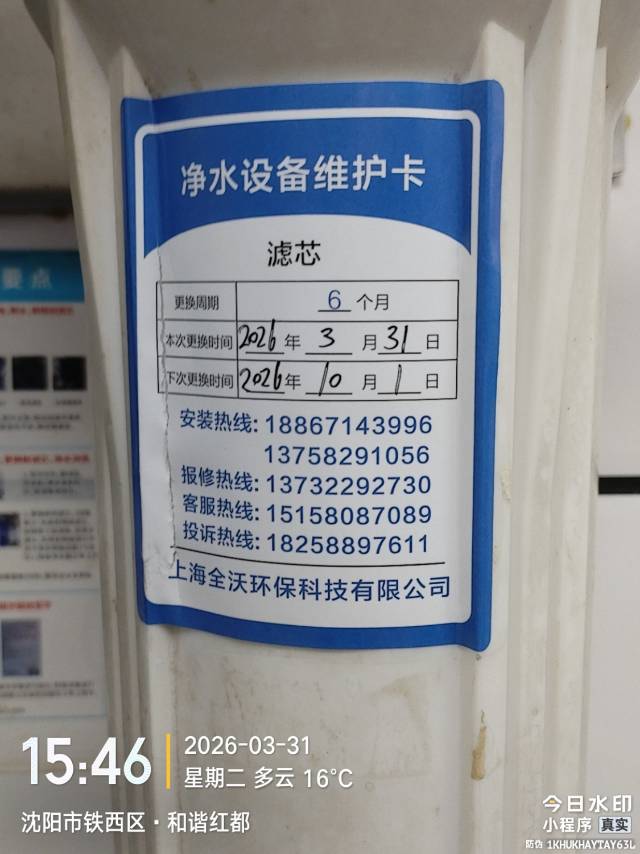 净水设备维护卡
滤芯
更换周期 6 个月
本次更换时间 2026 年 3 月 31 日
下次更换时间 2026 年 10 月 1 日
安装热线: 18867143996
13758291056
报修热线: 13732292730
客服热线: 15158087089
投诉热线: 18258897611
上海全沃环保科技有限公司
要点
15:46
2026-03-31
星期二 多云 16°C
沈阳市铁西区·和谐红都
今日水印
小程序 真实
防伪 1KHUKHAYTAY63L